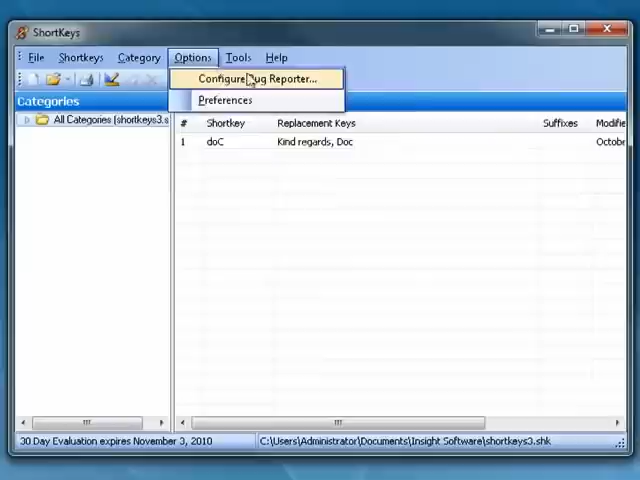 ShortKeys
File Shortkeys Category Options Tools Help
Configure Bug Reporter...
Preferences
Categories
All Categories (shortkeys3.s
# Shortkey Replacement Keys Suffixes Modifie
1 doC Kind regards, Doc Octobe
30 Day Evaluation expires November 3, 2010
C:\Users\Administrator\Documents\Insight Software\shortkeys3.shk